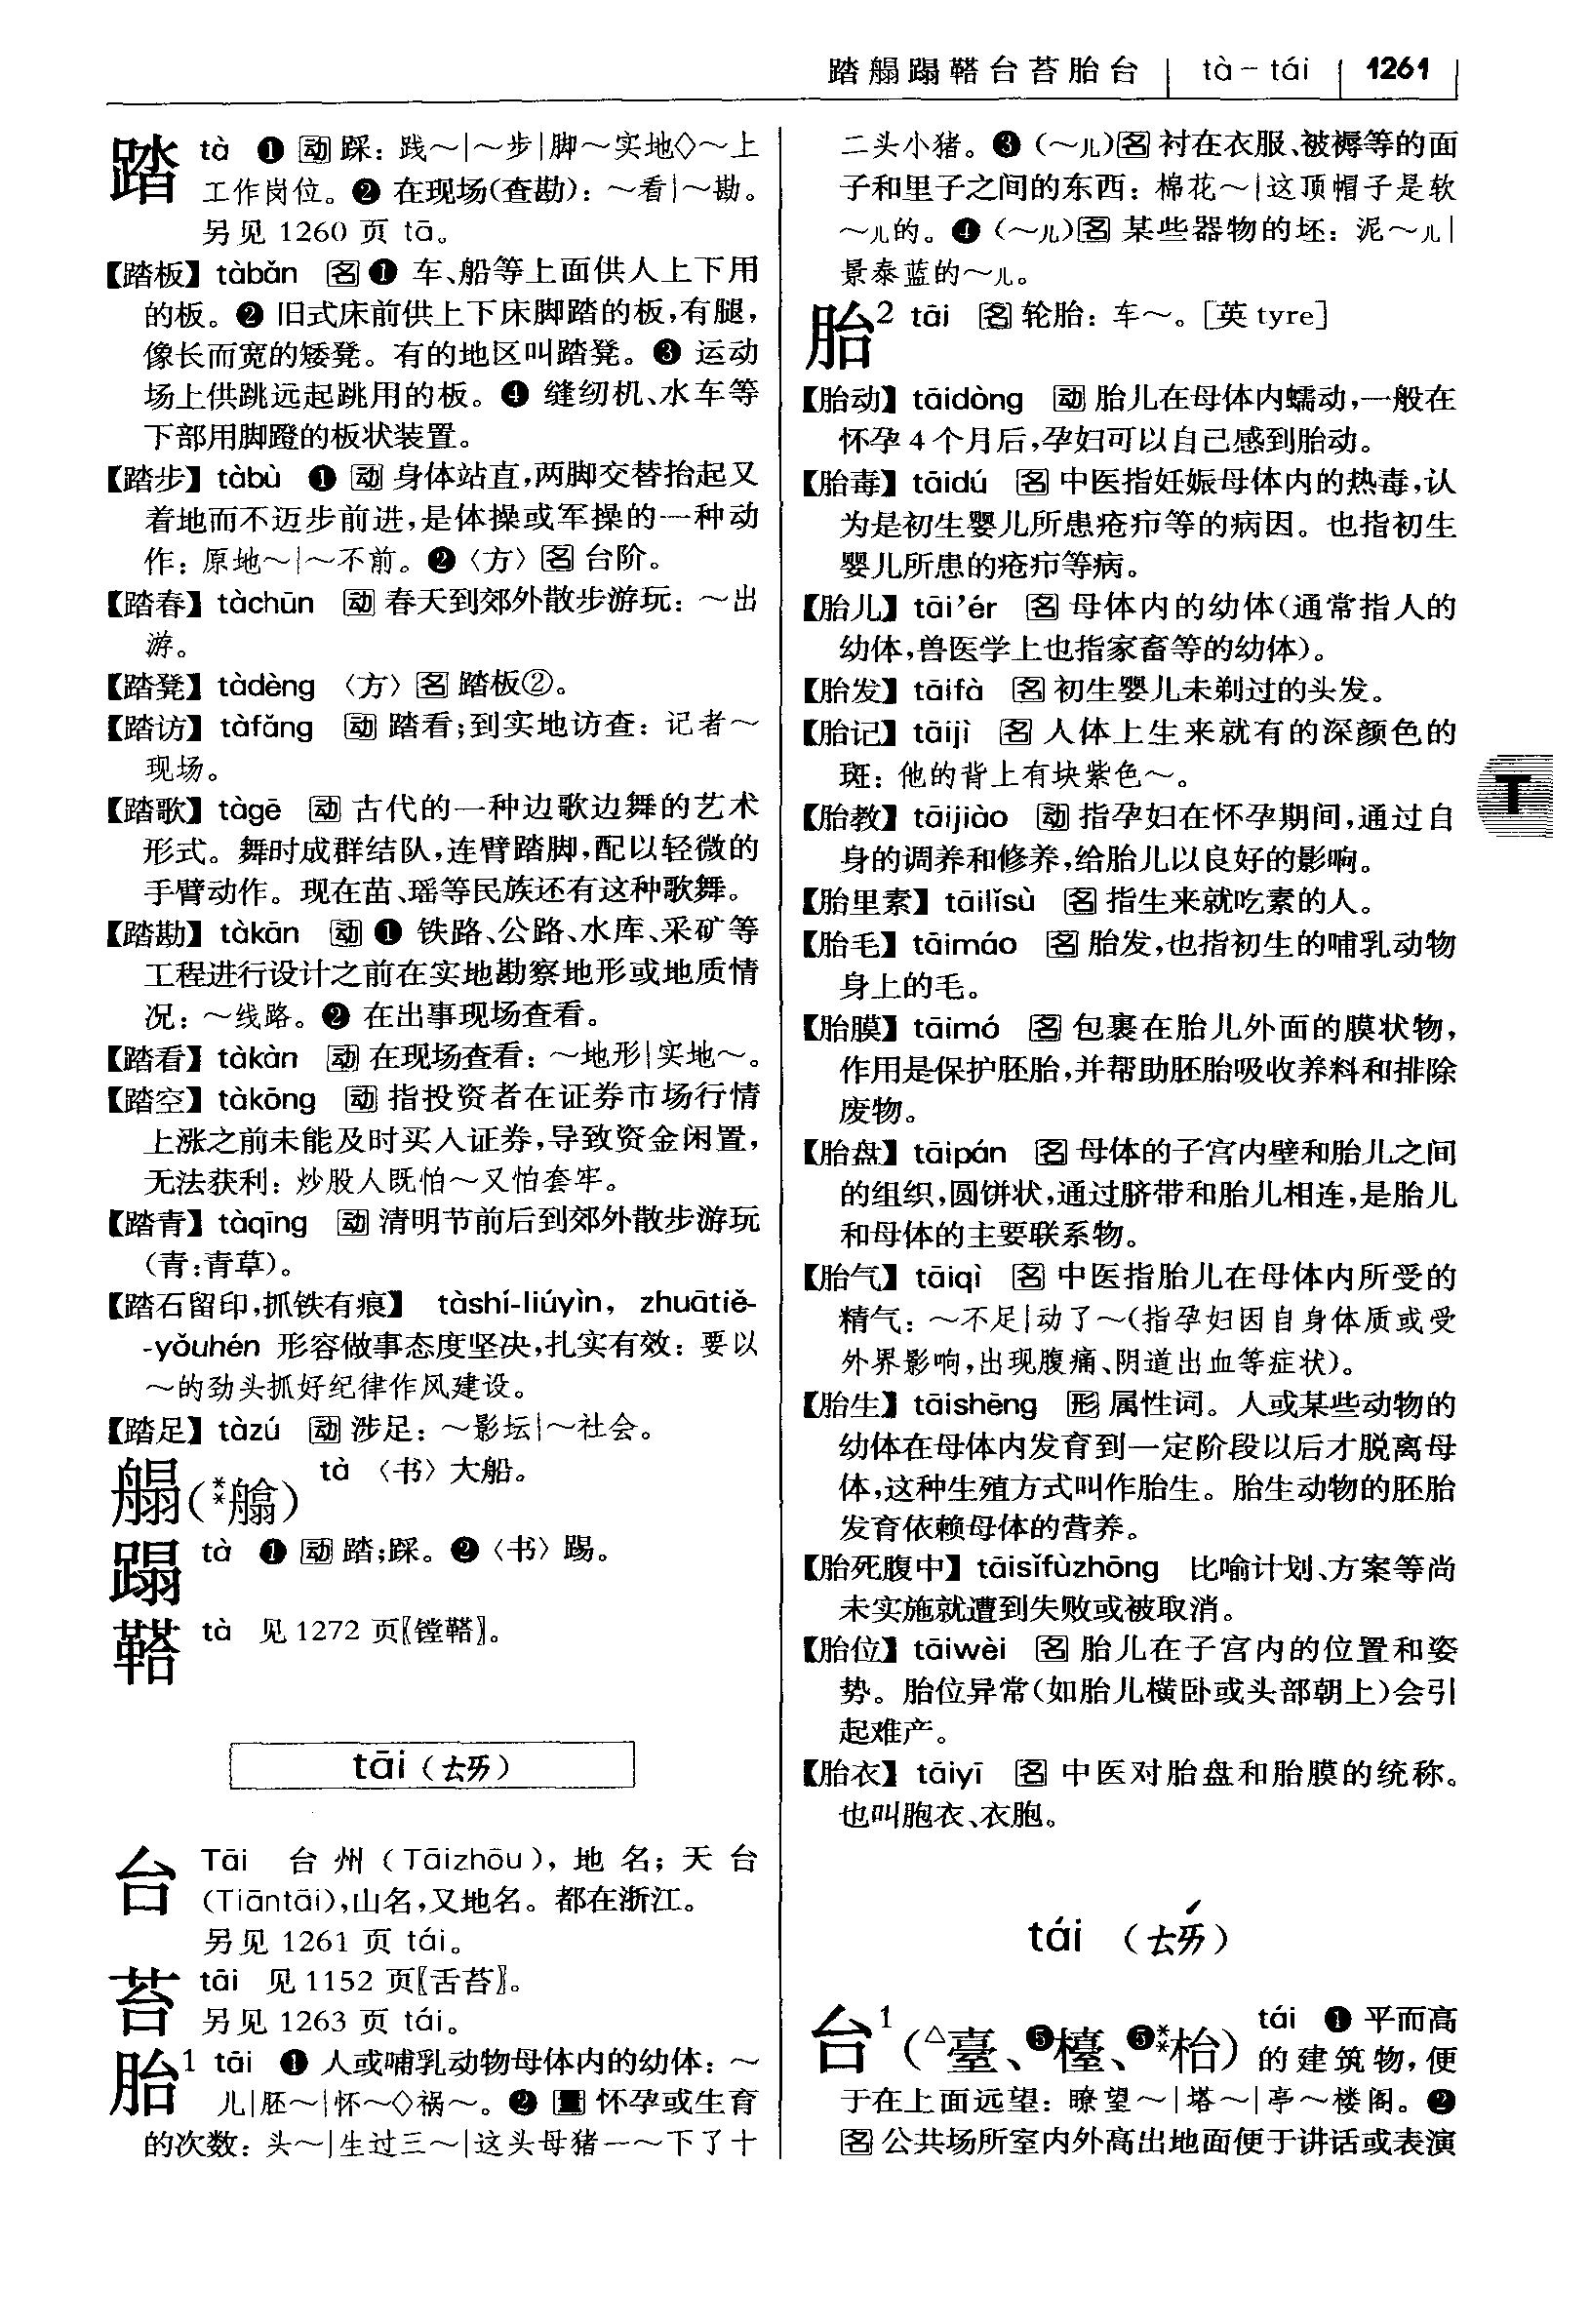 踏䑽蹋鞳台苔胎台 | tà－tái | 1261
踏 tà ❶ 动 踩：践～|～步|脚～实地◇～上
工作岗位。❷ 在现场(查勘)：～看|～勘。
另见 1260 页 tā。
【踏板】tàbǎn 名 ❶ 车、船等上面供人上下用
的板。❷ 旧式床前供上下床脚踏的板,有腿,
像长而宽的矮凳。有的地区叫踏凳。❸ 运动
场上供跳远起跳用的板。❹ 缝纫机、水车等
下部用脚蹬的板状装置。
【踏步】tàbù ❶ 动 身体站直,两脚交替抬起又
着地而不迈步前进,是体操或军操的一种动
作：原地～|～不前。❷〈方〉名 台阶。
【踏春】tàchūn 动 春天到郊外散步游玩：～出
游。
【踏凳】tàdèng 〈方〉名 踏板②。
【踏访】tàfǎng 动 踏看;到实地访查：记者～
现场。
【踏歌】tàgē 动 古代的一种边歌边舞的艺术
形式。舞时成群结队,连臂踏脚,配以轻微的
手臂动作。现在苗、瑶等民族还有这种歌舞。
【踏勘】tàkān 动 ❶ 铁路、公路、水库、采矿等
工程进行设计之前在实地勘察地形或地质情
况：～线路。❷ 在出事现场查看。
【踏看】tàkàn 动 在现场查看：～地形|实地～。
【踏空】tàkōng 动 指投资者在证券市场行情
上涨之前未能及时买入证券,导致资金闲置,
无法获利：炒股人既怕～又怕套牢。
【踏青】tàqīng 动 清明节前后到郊外散步游玩
(青:青草)。
【踏石留印,抓铁有痕】 tàshí-liúyìn, zhuātiě-
-yǒuhén 形容做事态度坚决,扎实有效：要以
～的劲头抓好纪律作风建设。
【踏足】tàzú 动 涉足：～影坛|～社会。
䑽(**艙) tà 〈书〉大船。
蹋 tà ❶ 动 踏;踩。❷〈书〉踢。
鞳 tà 见 1272 页〖镗鞳〗。
tāi (ㄊㄞ)
台 Tāi 台州(Tāizhōu),地名;天台
(Tiāntāi),山名,又地名。都在浙江。
另见 1261 页 tái。
苔 tāi 见 1152 页〖舌苔〗。
另见 1263 页 tái。
胎1 tāi ❶ 人或哺乳动物母体内的幼体：～
儿|胚～|怀～◇祸～。❷ 量 怀孕或生育
的次数：头～|生过三～|这头母猪一～下了十
二头小猪。❸ (～儿)名 衬在衣服、被褥等的面
子和里子之间的东西：棉花～|这顶帽子是软
～儿的。❹ (～儿)名 某些器物的坯：泥～儿|
景泰蓝的～儿。
胎2 tāi 名 轮胎：车～。[英 tyre]
【胎动】tāidòng 动 胎儿在母体内蠕动,一般在
怀孕 4 个月后,孕妇可以自己感到胎动。
【胎毒】tāidú 名 中医指妊娠母体内的热毒,认
为是初生婴儿所患疮疖等的病因。也指初生
婴儿所患的疮疖等病。
【胎儿】tāi’ér 名 母体内的幼体(通常指人的
幼体,兽医学上也指家畜等的幼体)。
【胎发】tāifà 名 初生婴儿未剃过的头发。
【胎记】tāijì 名 人体上生来就有的深颜色的
斑：他的背上有块紫色～。
【胎教】tāijiào 动 指孕妇在怀孕期间,通过自
身的调养和修养,给胎儿以良好的影响。
【胎里素】tāilǐsù 名 指生来就吃素的人。
【胎毛】tāimáo 名 胎发,也指初生的哺乳动物
身上的毛。
【胎膜】tāimó 名 包裹在胎儿外面的膜状物,
作用是保护胚胎,并帮助胚胎吸收养料和排除
废物。
【胎盘】tāipán 名 母体的子宫内壁和胎儿之间
的组织,圆饼状,通过脐带和胎儿相连,是胎儿
和母体的主要联系物。
【胎气】tāiqì 名 中医指胎儿在母体内所受的
精气：～不足|动了～(指孕妇因自身体质或受
外界影响,出现腹痛、阴道出血等症状)。
【胎生】tāishēng 形 属性词。人或某些动物的
幼体在母体内发育到一定阶段以后才脱离母
体,这种生殖方式叫作胎生。胎生动物的胚胎
发育依赖母体的营养。
【胎死腹中】tāisǐfùzhōng 比喻计划、方案等尚
未实施就遭到失败或被取消。
【胎位】tāiwèi 名 胎儿在子宫内的位置和姿
势。胎位异常(如胎儿横卧或头部朝上)会引
起难产。
【胎衣】tāiyī 名 中医对胎盘和胎膜的统称。
也叫胞衣、衣胞。
tái (ㄊㄞˊ)
台1(△臺、❺檯、❺**枱) tái ❶ 平而高
的建筑物,便
于在上面远望：瞭望～|塔～|亭～楼阁。❷
名 公共场所室内外高出地面便于讲话或表演
T